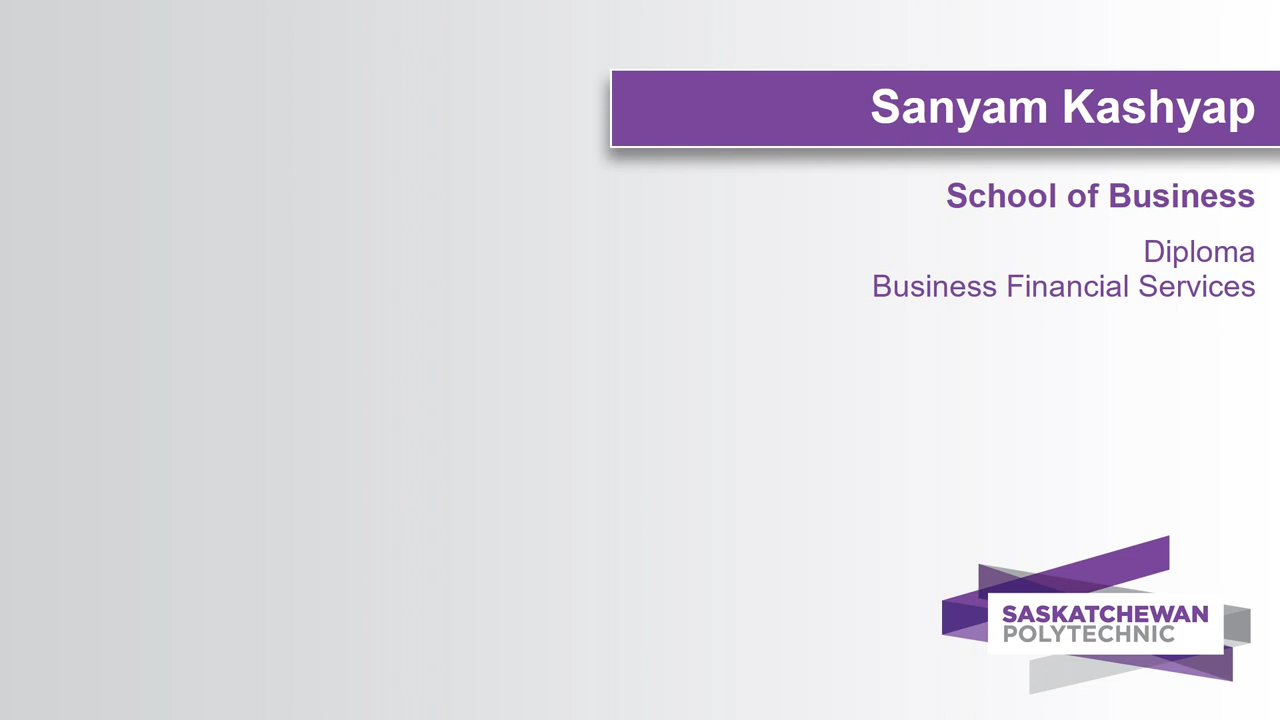 Sanyam Kashyap
School of Business
Diploma
Business Financial Services
SASKATCHEWAN
POLYTECHNIC